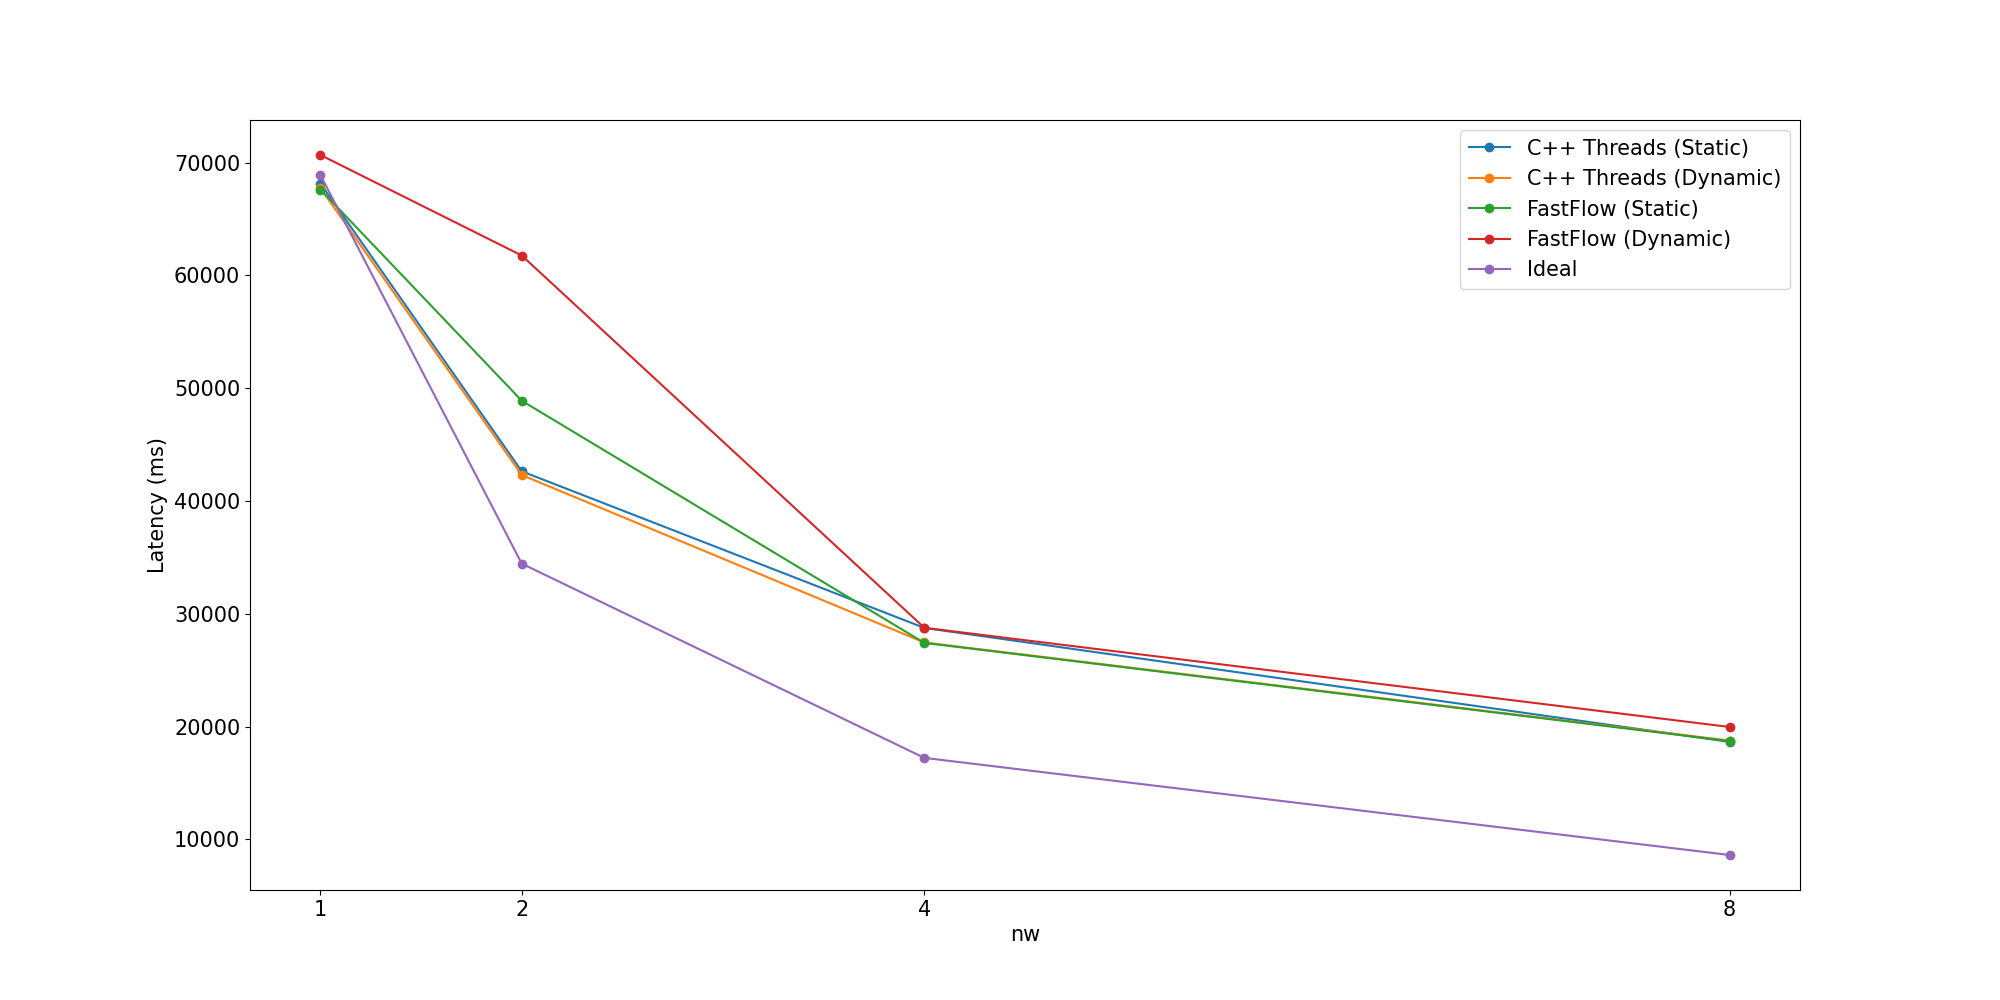 70000
60000
50000
40000
30000
20000
10000
Latency (ms)
C++ Threads (Static)
C++ Threads (Dynamic)
FastFlow (Static)
FastFlow (Dynamic)
Ideal
1 2 4 8
nw